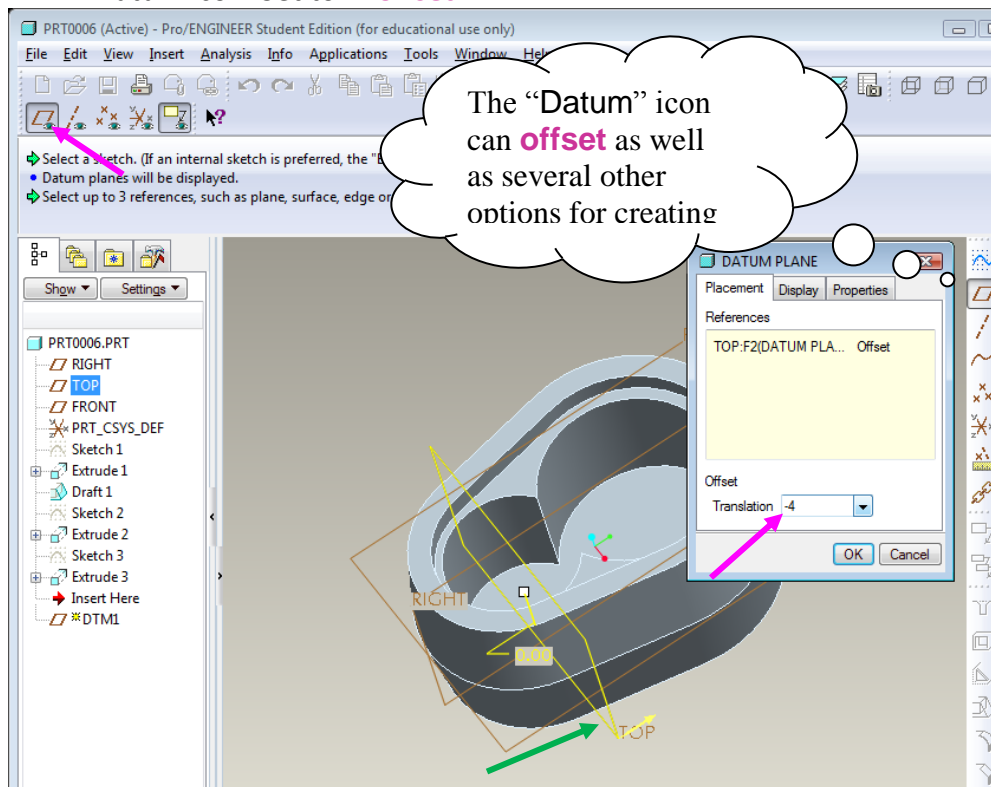 PRT0006 (Active) - Pro/ENGINEER Student Edition (for educational use only)
File Edit View Insert Analysis Info Applications Tools Window Hel
The “Datum” icon
can offset as well
as several other
options for creating
Select a sketch. (If an internal sketch is preferred, the "
Datum planes will be displayed.
Select up to 3 references, such as plane, surface, edge or
Show Settings
PRT0006.PRT
RIGHT
TOP
FRONT
PRT_CSYS_DEF
Sketch 1
Extrude 1
Draft 1
Sketch 2
Extrude 2
Sketch 3
Extrude 3
Insert Here
DTM1
RIGHT
0.00
TOP
DATUM PLANE
Placement Display Properties
References
TOP:F2(DATUM PLA... Offset
Offset
Translation -4
OK Cancel